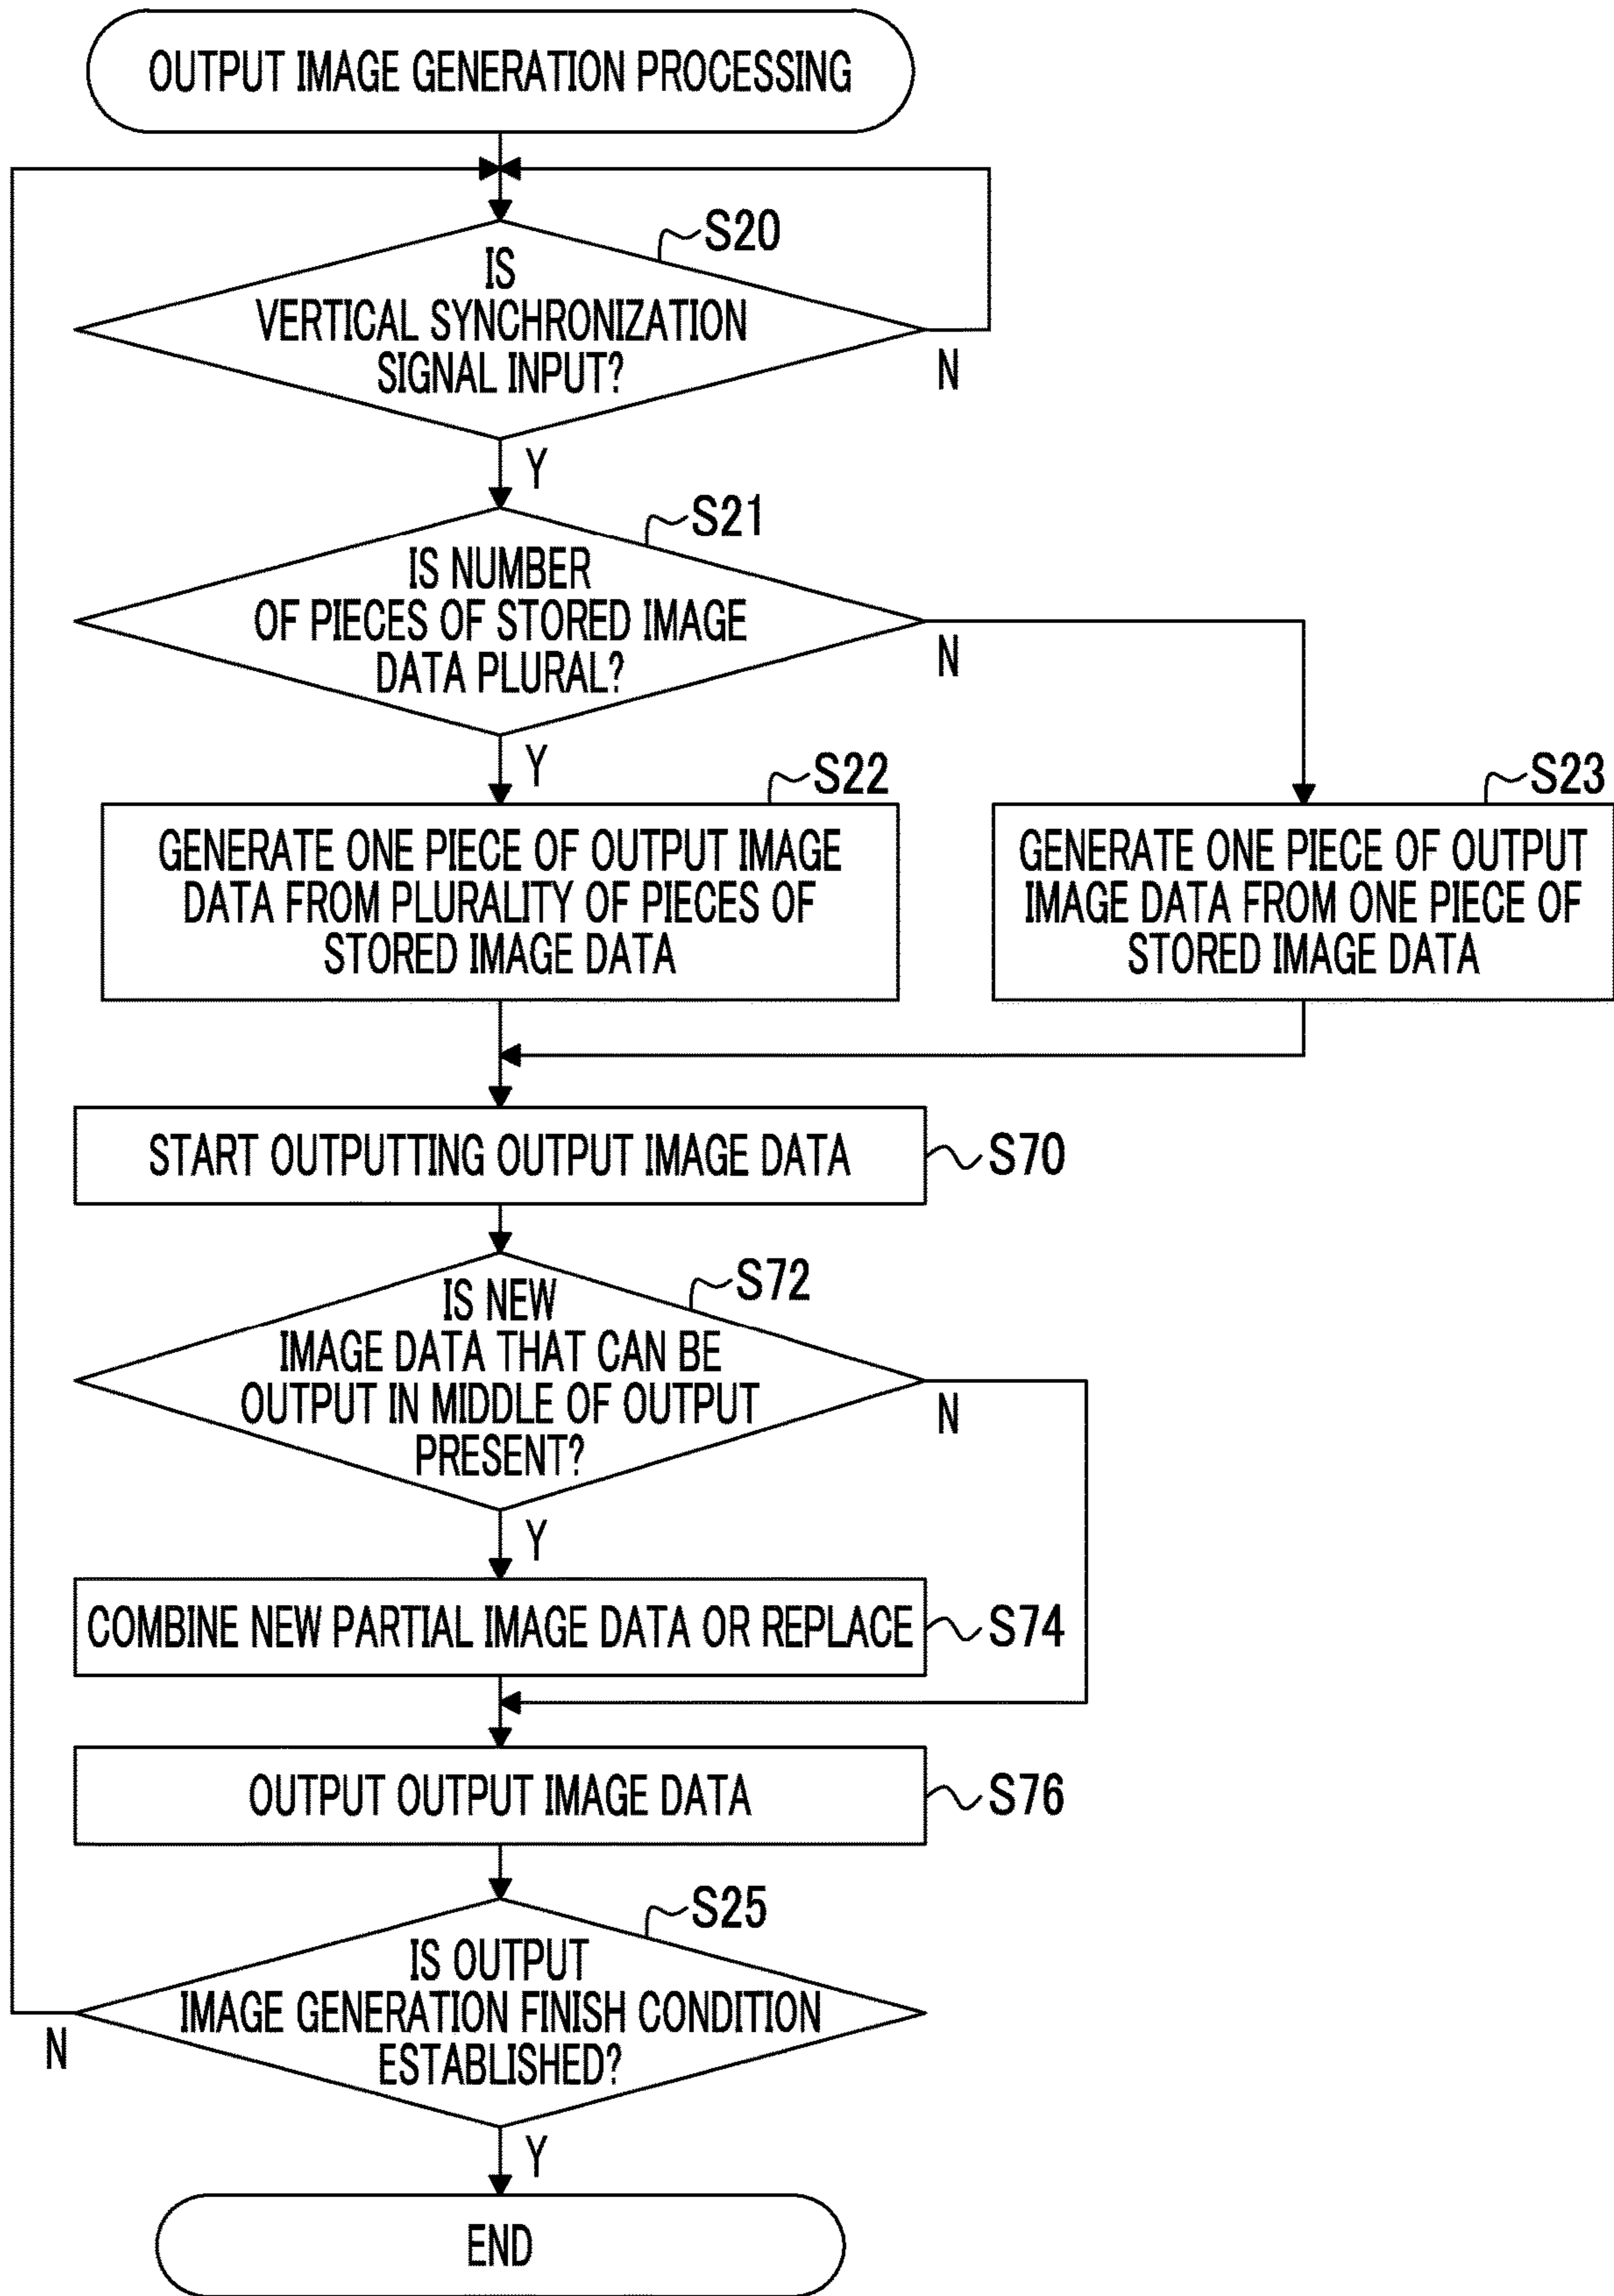 OUTPUT IMAGE GENERATION PROCESSING
S20
IS
VERTICAL SYNCHRONIZATION
SIGNAL INPUT?
N
Y
S21
IS NUMBER
OF PIECES OF STORED IMAGE
DATA PLURAL?
N
Y
S22
GENERATE ONE PIECE OF OUTPUT IMAGE
DATA FROM PLURALITY OF PIECES OF
STORED IMAGE DATA
S23
GENERATE ONE PIECE OF OUTPUT
IMAGE DATA FROM ONE PIECE OF
STORED IMAGE DATA
START OUTPUTTING OUTPUT IMAGE DATA
S70
S72
IS NEW
IMAGE DATA THAT CAN BE
OUTPUT IN MIDDLE OF OUTPUT
PRESENT?
N
Y
COMBINE NEW PARTIAL IMAGE DATA OR REPLACE
S74
OUTPUT OUTPUT IMAGE DATA
S76
S25
IS OUTPUT
IMAGE GENERATION FINISH CONDITION
ESTABLISHED?
N
Y
END